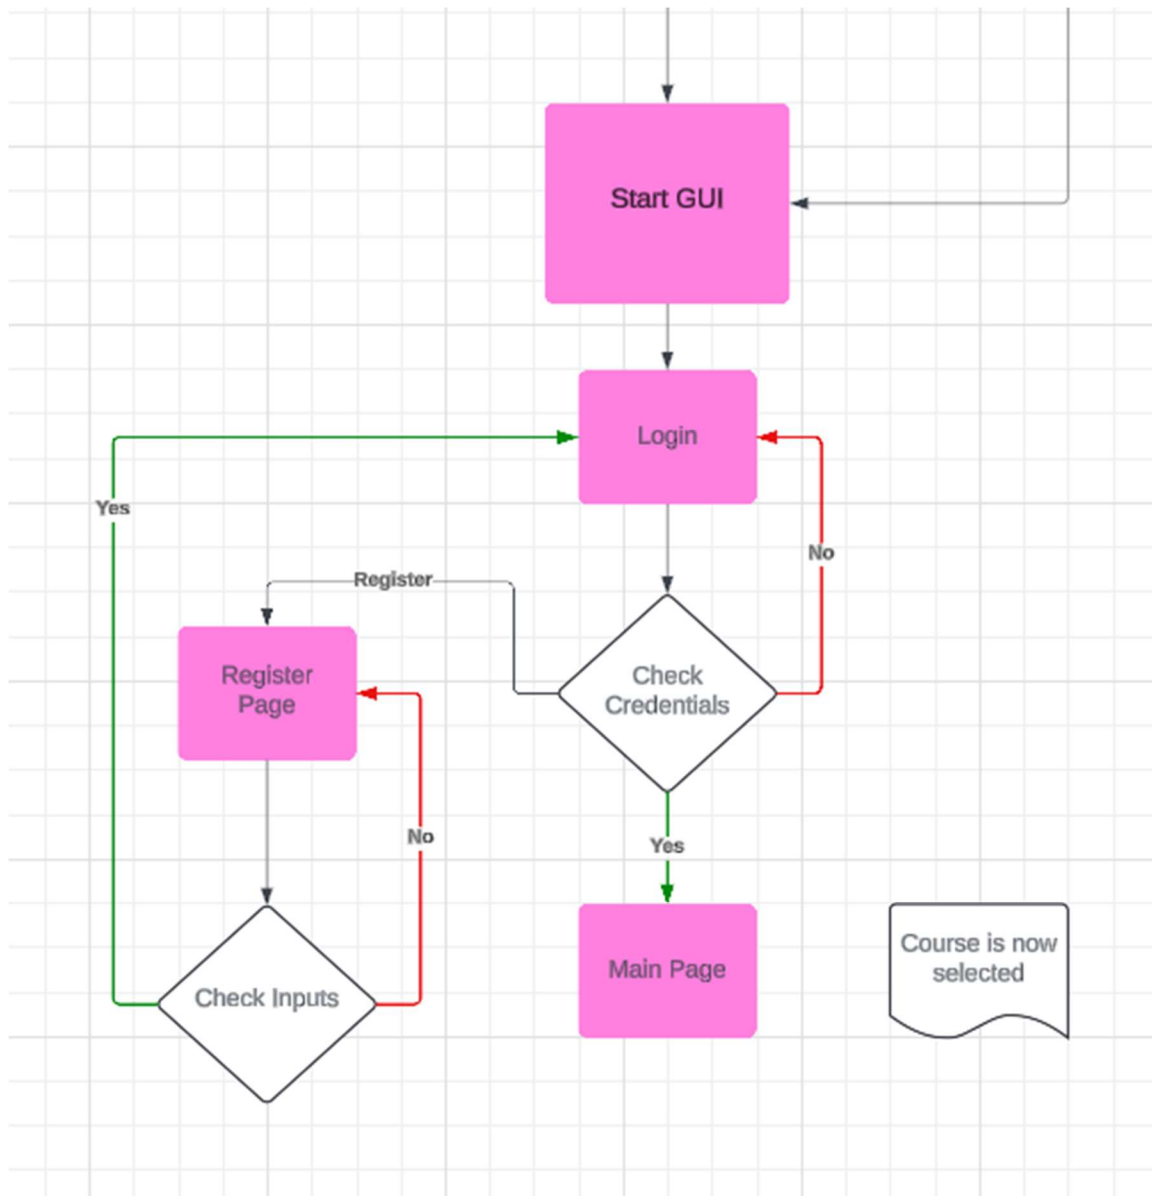 Start GUI
Login
Yes
No
Register
Register
Page
Check
Credentials
No
Yes
Course is now
selected
Main Page
Check Inputs